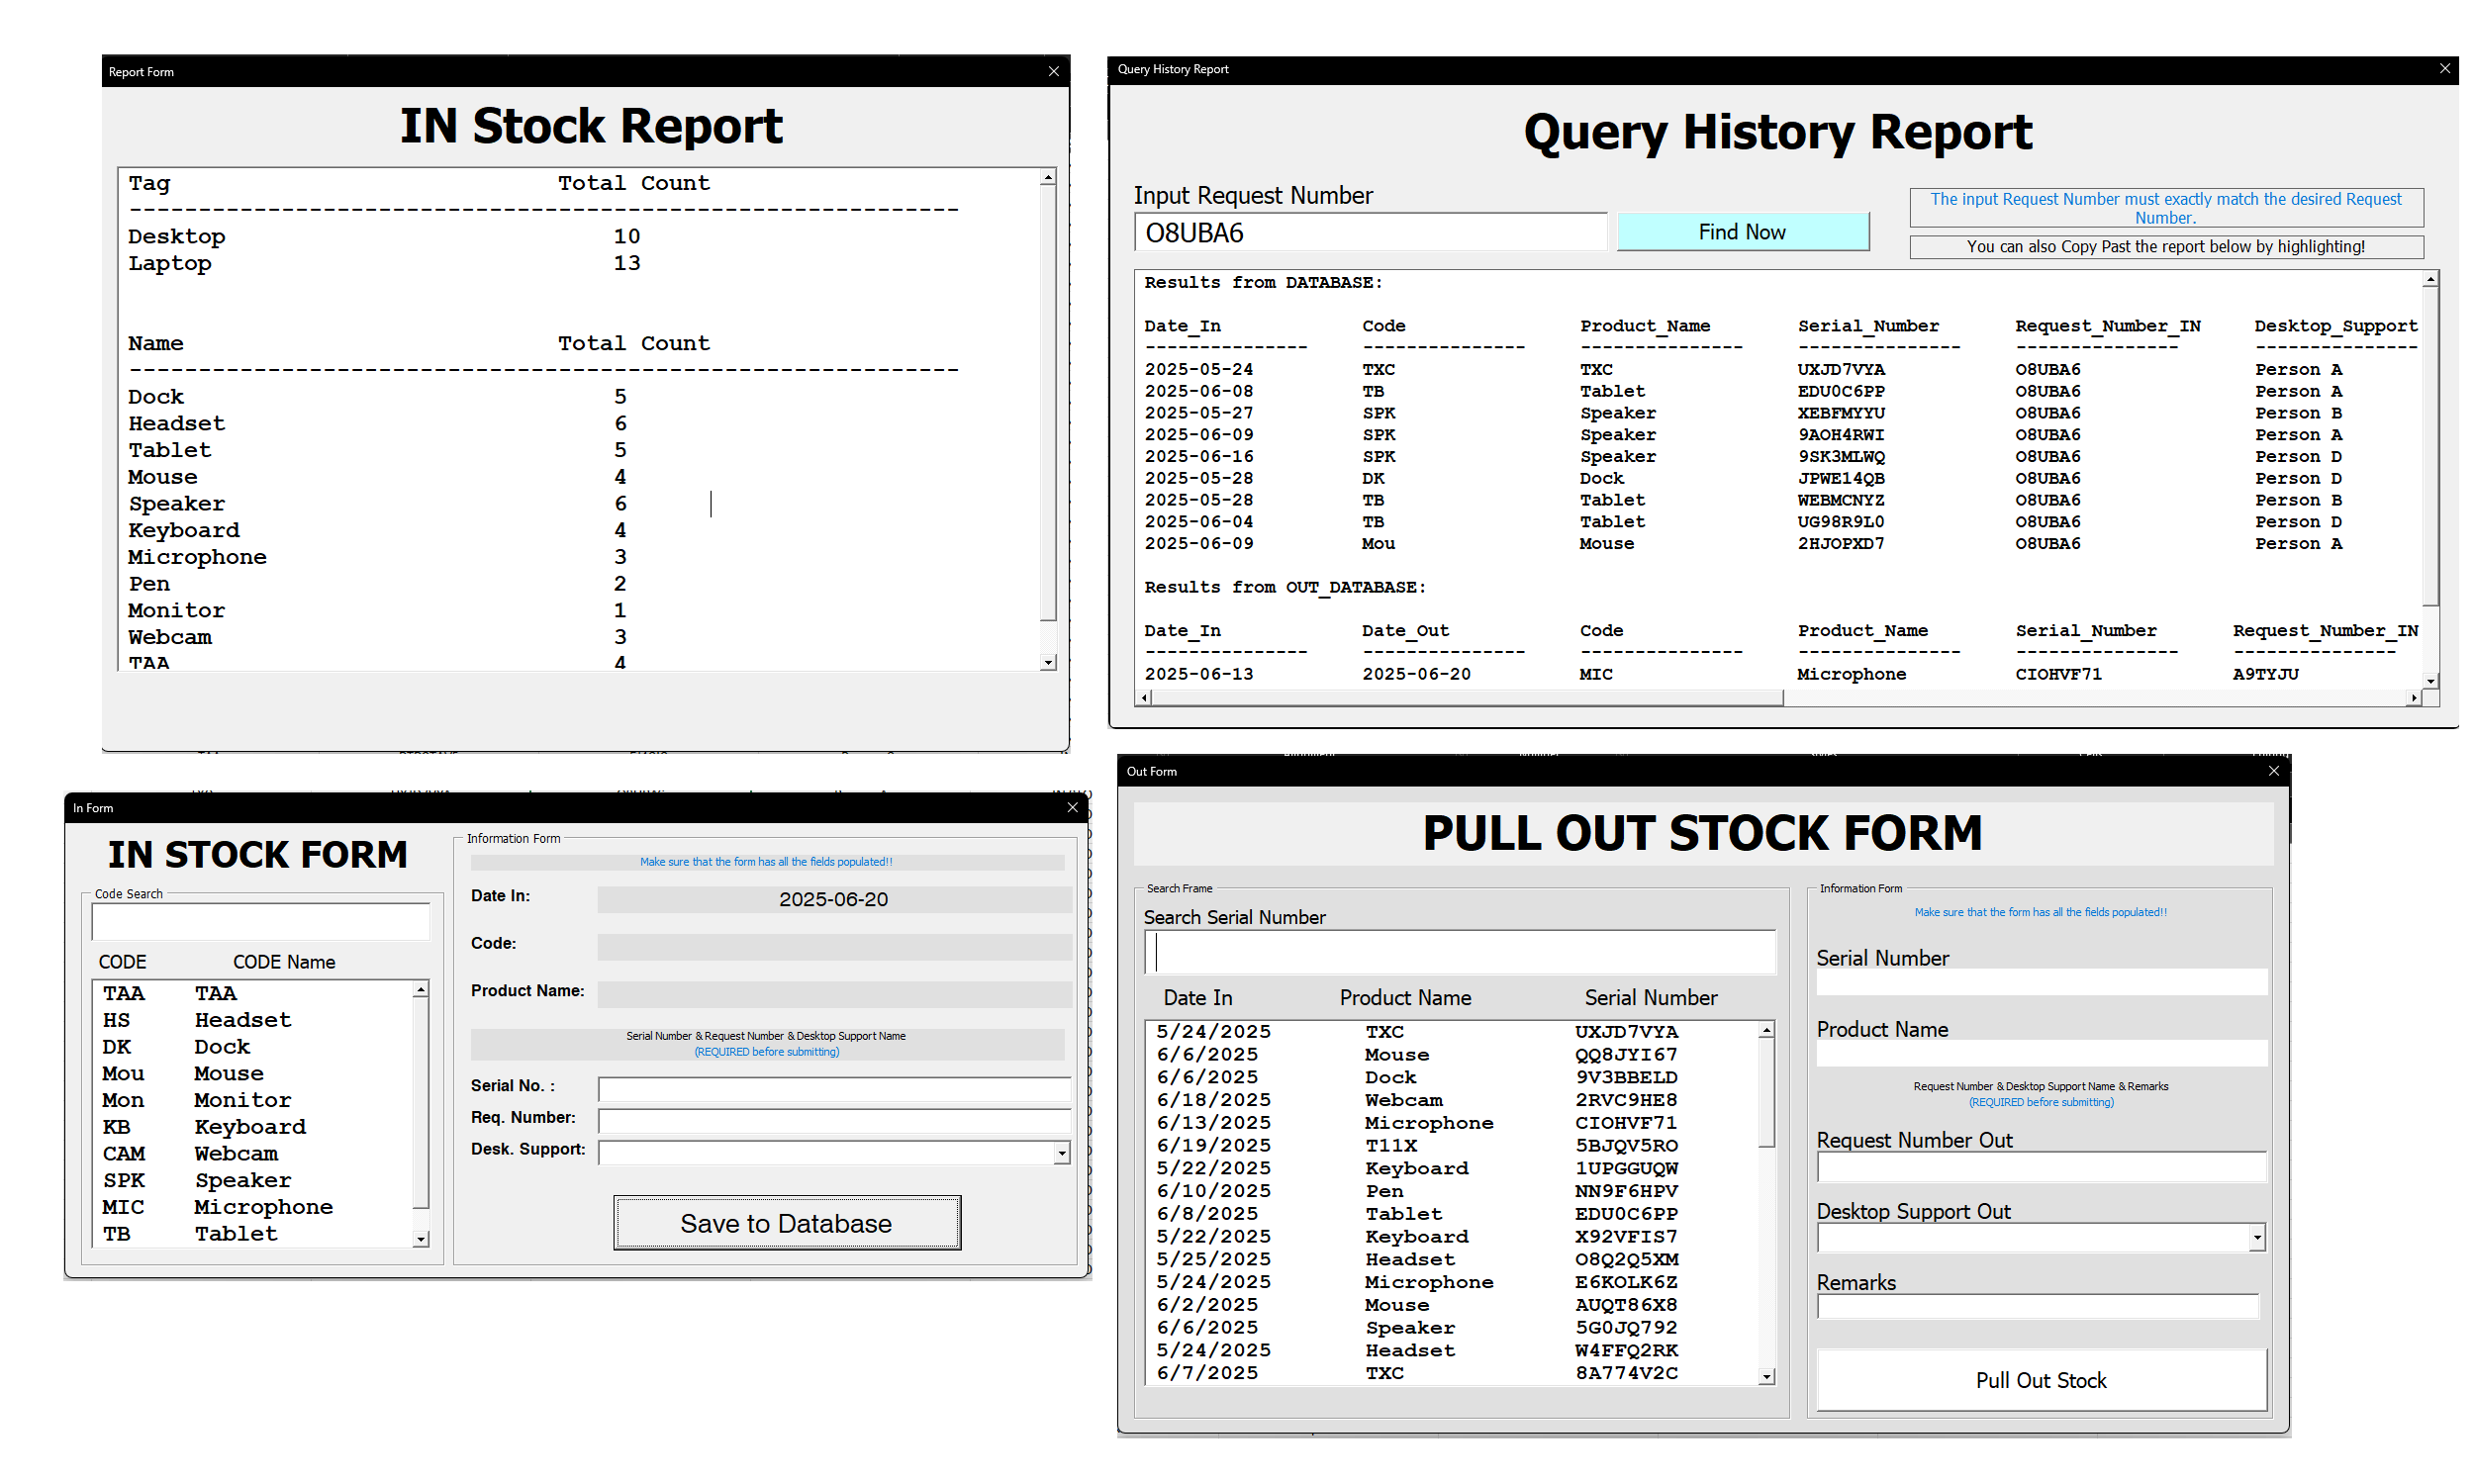 Report Form
IN Stock Report
Tag Total Count
------------------------------------------------------------
Desktop 10
Laptop 13
Name Total Count
------------------------------------------------------------
Dock 5
Headset 6
Tablet 5
Mouse 4
Speaker 6
Keyboard 4
Microphone 3
Pen 2
Monitor 1
Webcam 3
TAA 4
Query History Report
Query History Report
Input Request Number
O8UBA6
Find Now
The input Request Number must exactly match the desired Request
Number.
You can also Copy Past the report below by highlighting!
Results from DATABASE:
Date_In Code Product_Name Serial_Number Request_Number_IN Desktop_Support
--------------- --------------- --------------- --------------- --------------- ---------------
2025-05-24 TXC TXC UXJD7VYA O8UBA6 Person A
2025-06-08 TB Tablet EDU0C6PP O8UBA6 Person A
2025-05-27 SPK Speaker XEBFMYYU O8UBA6 Person B
2025-06-09 SPK Speaker 9AOH4RWI O8UBA6 Person A
2025-06-16 SPK Speaker 9SK3MLWQ O8UBA6 Person D
2025-05-28 DK Dock JPWE14QB O8UBA6 Person D
2025-05-28 TB Tablet WEBMCNYZ O8UBA6 Person B
2025-06-04 TB Tablet UG98R9L0 O8UBA6 Person D
2025-06-09 Mou Mouse 2HJOPXD7 O8UBA6 Person A
Results from OUT_DATABASE:
Date_In Date_Out Code Product_Name Serial_Number Request_Number_IN
--------------- --------------- --------------- --------------- --------------- ---------------
2025-06-13 2025-06-20 MIC Microphone CIOHVF71 A9TYJU
In Form
IN STOCK FORM
Code Search
CODE CODE Name
TAA TAA
HS Headset
DK Dock
Mou Mouse
Mon Monitor
KB Keyboard
CAM Webcam
SPK Speaker
MIC Microphone
TB Tablet
Information Form
Make sure that the form has all the fields populated!!
Date In: 2025-06-20
Code:
Product Name:
Serial Number & Request Number & Desktop Support Name
(REQUIRED before submitting)
Serial No. :
Req. Number:
Desk. Support:
Save to Database
Out Form
PULL OUT STOCK FORM
Search Frame
Search Serial Number
Date In Product Name Serial Number
5/24/2025 TXC UXJD7VYA
6/6/2025 Mouse QQ8JYI67
6/6/2025 Dock 9V3BBELD
6/18/2025 Webcam 2RVC9HE8
6/13/2025 Microphone CIOHVF71
6/19/2025 T11X 5BJQV5RO
5/22/2025 Keyboard 1UPGGUQW
6/10/2025 Pen NN9F6HPV
6/8/2025 Tablet EDU0C6PP
5/22/2025 Keyboard X92VFIS7
5/25/2025 Headset O8Q2Q5XM
5/24/2025 Microphone E6KOLK6Z
6/2/2025 Mouse AUQT86X8
6/6/2025 Speaker 5G0JQ792
5/24/2025 Headset W4FFQ2RK
6/7/2025 TXC 8A774V2C
Information Form
Make sure that the form has all the fields populated!!
Serial Number
Product Name
Request Number & Desktop Support Name & Remarks
(REQUIRED before submitting)
Request Number Out
Desktop Support Out
Remarks
Pull Out Stock